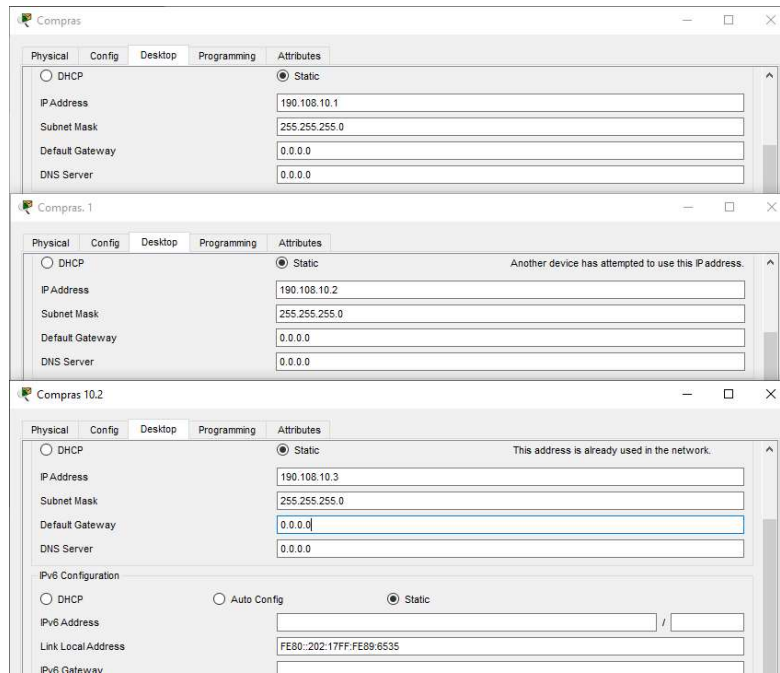 Compras
Physical Config Desktop Programming Attributes
DHCP Static
IP Address 190.108.10.1
Subnet Mask 255.255.255.0
Default Gateway 0.0.0.0
DNS Server 0.0.0.0
Compras. 1
Physical Config Desktop Programming Attributes
DHCP Static Another device has attempted to use this IP address.
IP Address 190.108.10.2
Subnet Mask 255.255.255.0
Default Gateway 0.0.0.0
DNS Server 0.0.0.0
Compras 10.2
Physical Config Desktop Programming Attributes
DHCP Static This address is already used in the network.
IP Address 190.108.10.3
Subnet Mask 255.255.255.0
Default Gateway 0.0.0.0
DNS Server 0.0.0.0
IPv6 Configuration
DHCP Auto Config Static
IPv6 Address /
Link Local Address FE80::202:17FF:FE89:6535
IPv6 Gateway